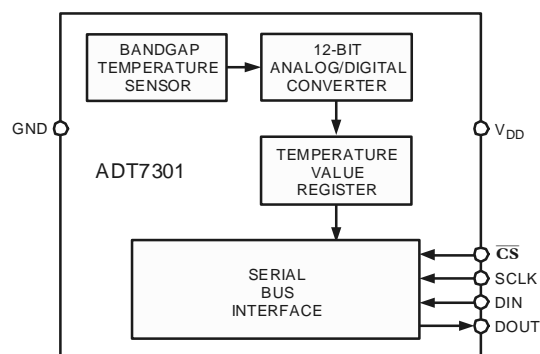 BANDGAP
TEMPERATURE
SENSOR
12-BIT
ANALOG/DIGITAL
CONVERTER
GND
VDD
ADT7301
TEMPERATURE
VALUE
REGISTER
SERIAL
BUS
INTERFACE
C̅S̅
SCLK
DIN
DOUT